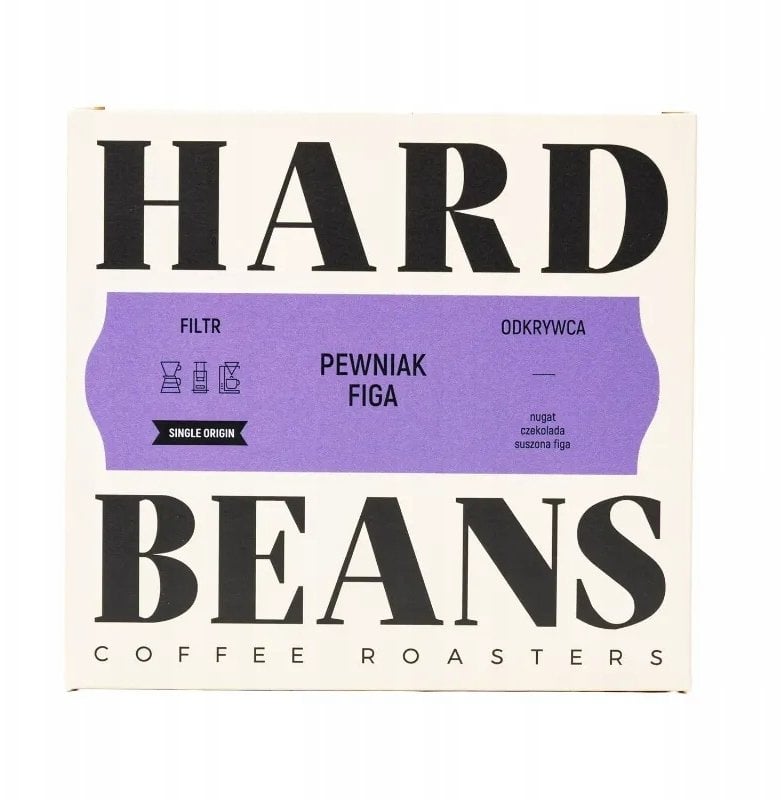 HARD
FILTR
SINGLE ORIGIN
PEWNIAK
FIGA
ODKRYWCA
nugat
czekolada
suszona figa
BEANS
COFFEE ROASTERS